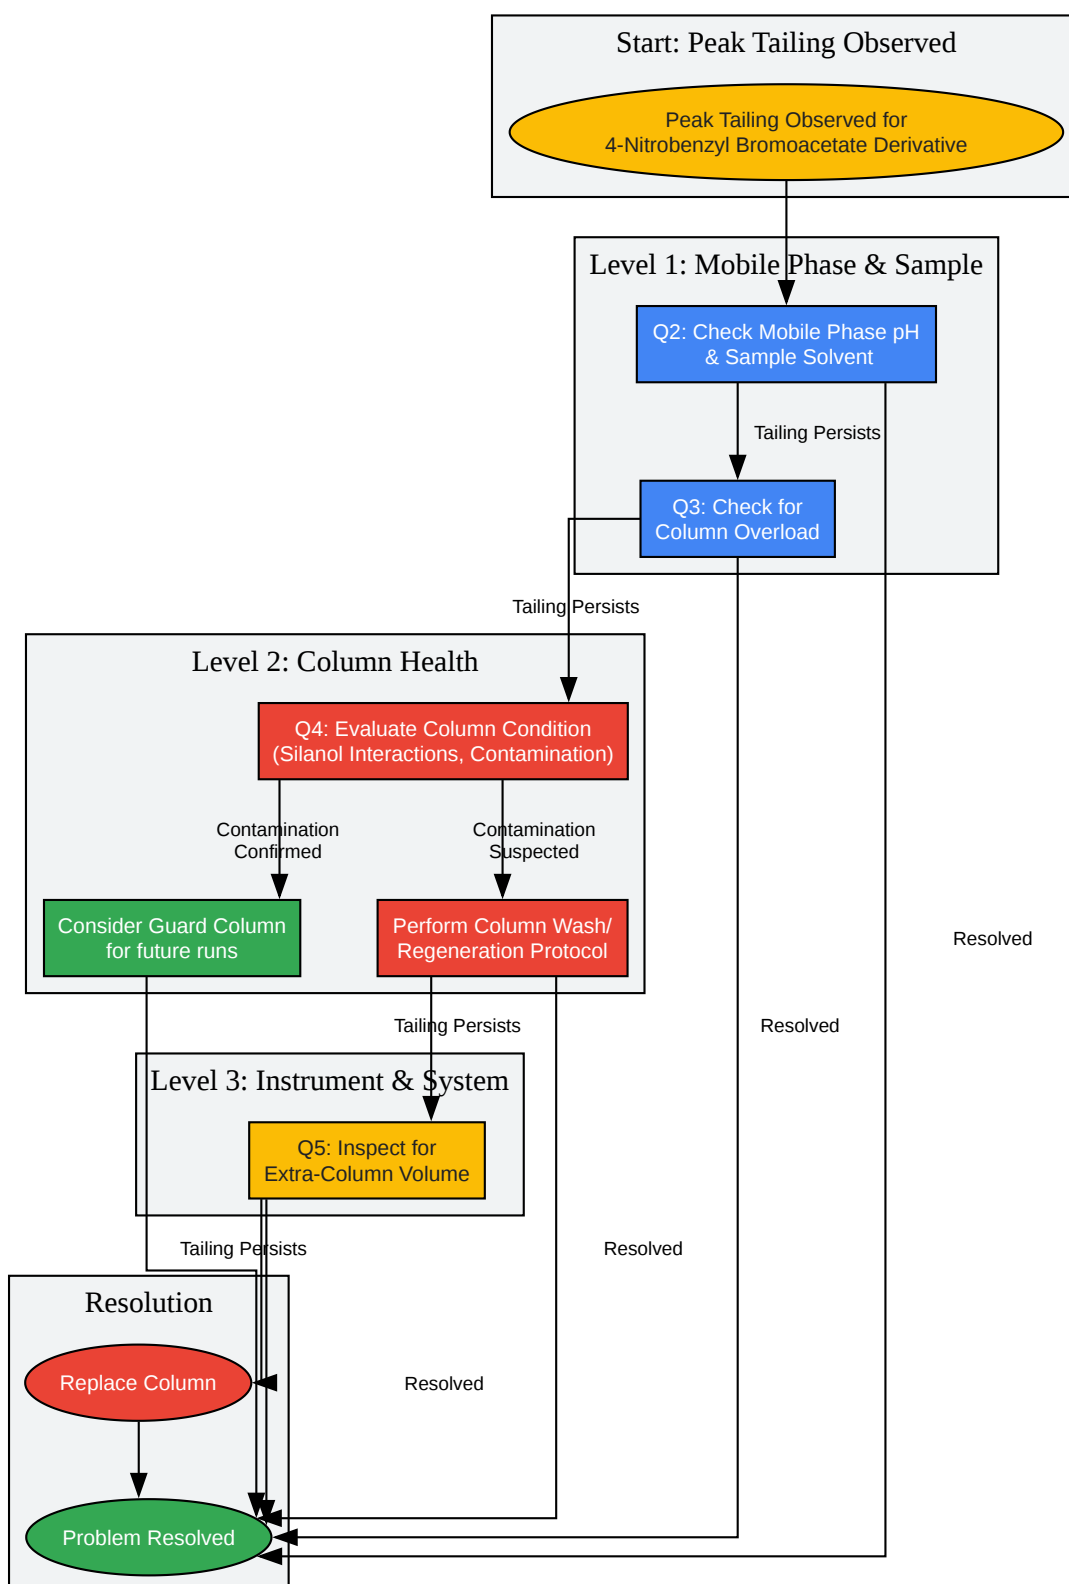 Start: Peak Tailing Observed
Peak Tailing Observed for
4-Nitrobenzyl Bromoacetate Derivative
Level 1: Mobile Phase & Sample
Q2: Check Mobile Phase pH
& Sample Solvent
Tailing Persists
Q3: Check for
Column Overload
Tailing Persists
Level 2: Column Health
Q4: Evaluate Column Condition
(Silanol Interactions, Contamination)
Contamination
Confirmed
Contamination
Suspected
Consider Guard Column
for future runs
Perform Column Wash/
Regeneration Protocol
Resolved
Tailing Persists
Resolved
Level 3: Instrument & System
Q5: Inspect for
Extra-Column Volume
Tailing Persists
Resolved
Resolution
Replace Column
Resolved
Problem Resolved